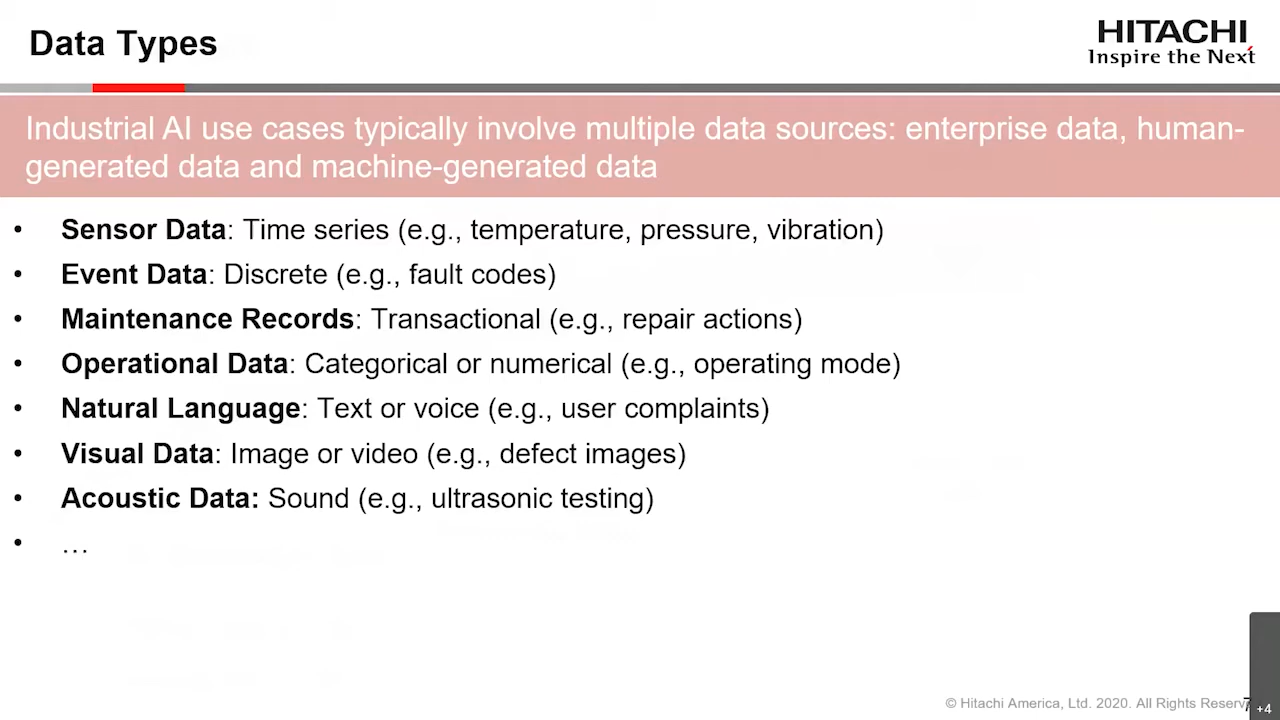 Data Types
HITACHI
Inspire the Next
Industrial AI use cases typically involve multiple data sources: enterprise data, human-
generated data and machine-generated data
• Sensor Data: Time series (e.g., temperature, pressure, vibration)
• Event Data: Discrete (e.g., fault codes)
• Maintenance Records: Transactional (e.g., repair actions)
• Operational Data: Categorical or numerical (e.g., operating mode)
• Natural Language: Text or voice (e.g., user complaints)
• Visual Data: Image or video (e.g., defect images)
• Acoustic Data: Sound (e.g., ultrasonic testing)
• …
© Hitachi America, Ltd. 2020. All Rights Reserv
7
+4